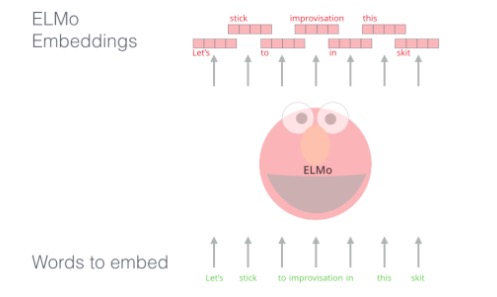 ELMo
Embeddings
stick improvisation this
Let's to in skit
ELMo
Words to embed
Let's stick to improvisation in this skit